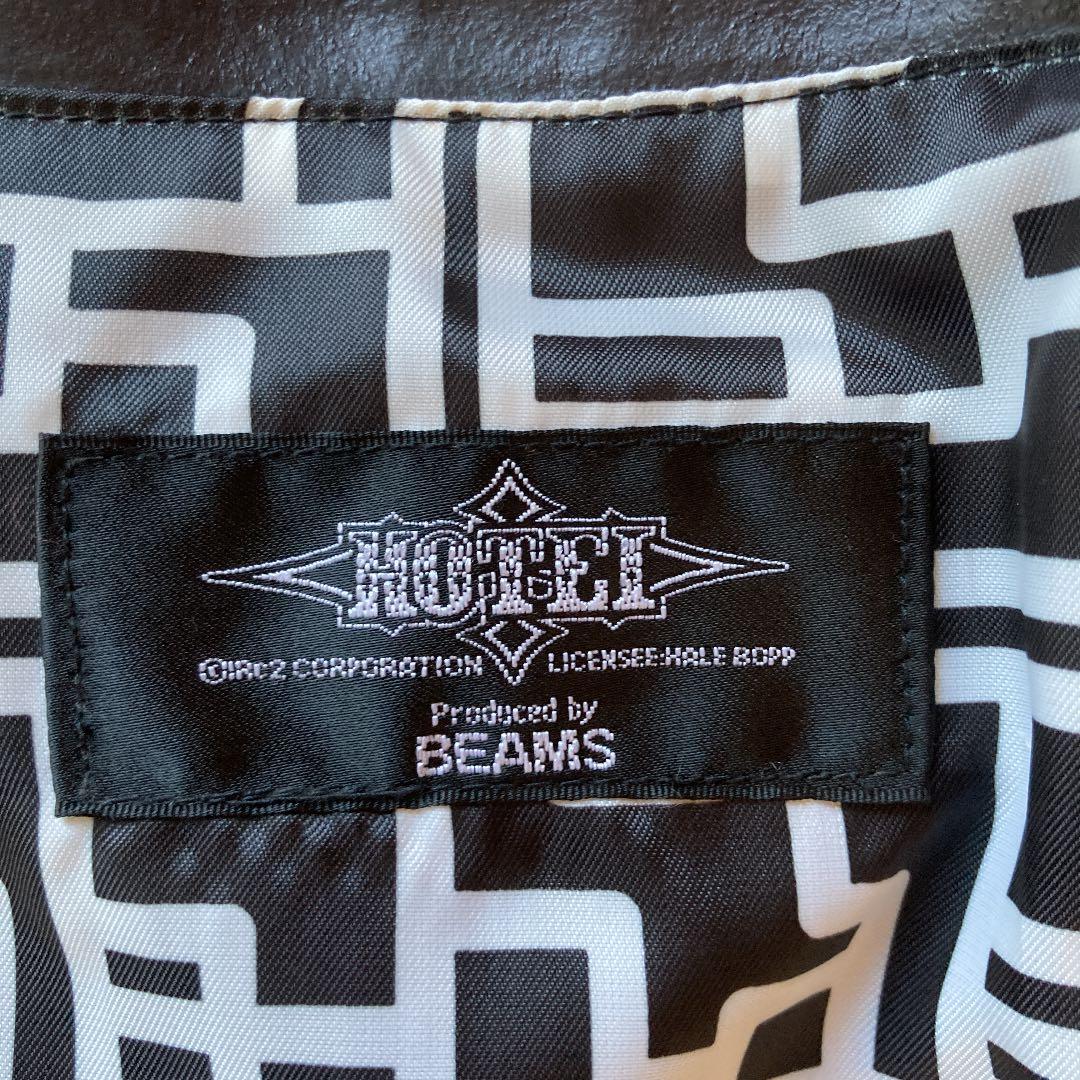 HOTEI
©IRc2 CORPORATION LICENSEE:HALE BOPP
Produced by
BEAMS